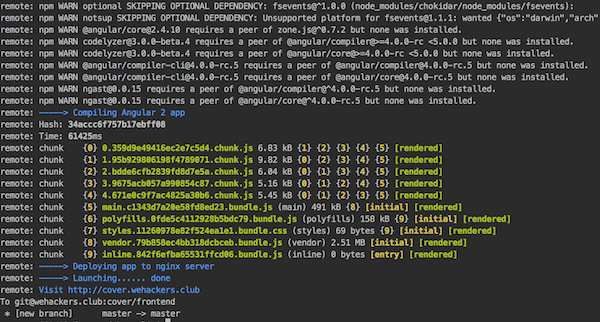 remote: npm WARN optional SKIPPING OPTIONAL DEPENDENCY: fsevents@^1.0.0 (node_modules/chokidar/node_modules/fsevents):
remote: npm WARN notsup SKIPPING OPTIONAL DEPENDENCY: Unsupported platform for fsevents@1.1.1: wanted {"os":"darwin","arch"
remote: npm WARN @angular/core@2.4.10 requires a peer of zone.js@^0.7.2 but none was installed.
remote: npm WARN codelyzer@3.0.0-beta.4 requires a peer of @angular/compiler@>=4.0.0-rc <5.0.0 but none was installed.
remote: npm WARN codelyzer@3.0.0-beta.4 requires a peer of @angular/core@>=4.0.0-rc <5.0.0 but none was installed.
remote: npm WARN @angular/compiler-cli@4.0.0-rc.5 requires a peer of @angular/compiler@4.0.0-rc.5 but none was installed.
remote: npm WARN @angular/compiler-cli@4.0.0-rc.5 requires a peer of @angular/core@4.0.0-rc.5 but none was installed.
remote: npm WARN ngast@0.0.15 requires a peer of @angular/compiler@^4.0.0-rc.5 but none was installed.
remote: npm WARN ngast@0.0.15 requires a peer of @angular/core@^4.0.0-rc.5 but none was installed.
remote: -----> Compiling Angular 2 app
remote: Hash: 34accc6f757b17ebff08
remote: Time: 61425ms
remote: chunk    {0} 0.359d9e49416ec2e7c5d4.chunk.js 6.83 kB {1} {2} {3} {4} {5} [rendered]
remote: chunk    {1} 1.95b929806198f4789071.chunk.js 9.82 kB {0} {2} {3} {4} {5} [rendered]
remote: chunk    {2} 2.bdde6cfb2839fd8d7e5a.chunk.js 6.04 kB {0} {1} {3} {4} {5} [rendered]
remote: chunk    {3} 3.9675acb057a990854c87.chunk.js 5.16 kB {0} {1} {2} {4} {5} [rendered]
remote: chunk    {4} 4.671e0c9f7ac4825a30b6.chunk.js 5.45 kB {0} {1} {2} {3} {5} [rendered]
remote: chunk    {5} main.c1343d7a20e58fd8ed23.bundle.js (main) 491 kB {8} [initial] [rendered]
remote: chunk    {6} polyfills.0fde5c4112928b5bdc79.bundle.js (polyfills) 158 kB {9} [initial] [rendered]
remote: chunk    {7} styles.11260978e82f524ea1e1.bundle.css (styles) 69 bytes {9} [initial] [rendered]
remote: chunk    {8} vendor.79b858ec4bb318dcbceb.bundle.js (vendor) 2.51 MB [initial] [rendered]
remote: chunk    {9} inline.842f6efba65531ffcd06.bundle.js (inline) 0 bytes [entry] [rendered]
remote: -----> Deploying app to nginx server
remote: -----> Launching...... done
remote: Visit http://cover.wehackers.club
To git@wehackers.club:cover/frontend
 * [new branch]      master -> master